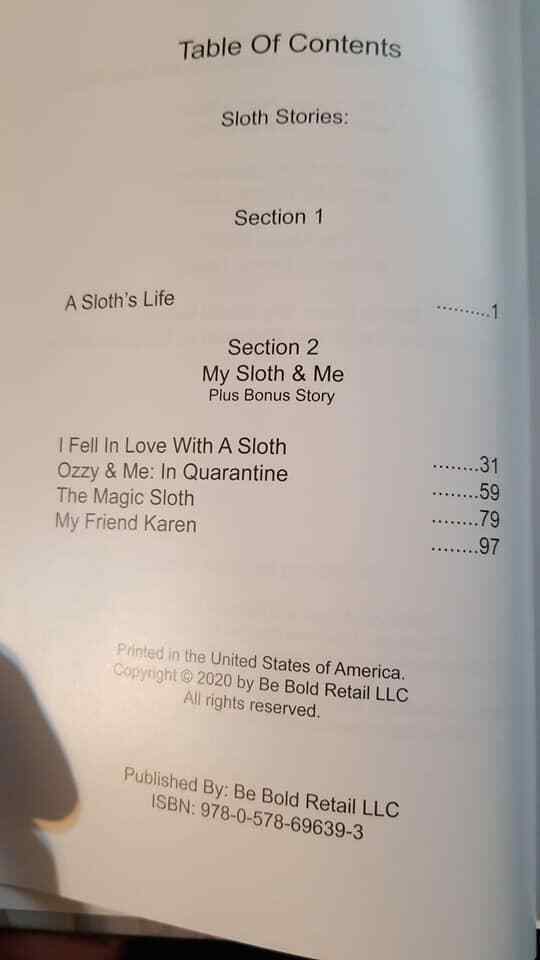 Table Of Contents
Sloth Stories:
Section 1
A Sloth's Life ..........1
Section 2
My Sloth & Me
Plus Bonus Story
I Fell In Love With A Sloth ........31
Ozzy & Me: In Quarantine ........59
The Magic Sloth ........79
My Friend Karen ........97
Printed in the United States of America.
Copyright © 2020 by Be Bold Retail LLC
All rights reserved.
Published By: Be Bold Retail LLC
ISBN: 978-0-578-69639-3